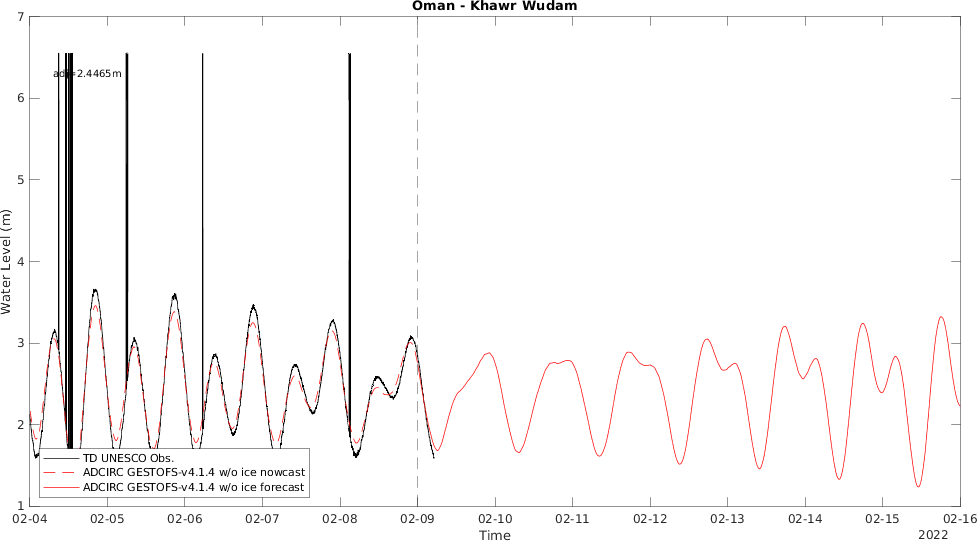 Oman - Khawr Wudam
7
adj=2.4465m
6
5
4
3
2
1
Water Level (m)
TD UNESCO Obs.
ADCIRC GESTOFS-v4.1.4 w/o ice nowcast
ADCIRC GESTOFS-v4.1.4 w/o ice forecast
02-04 02-05 02-06 02-07 02-08 02-09 02-10 02-11 02-12 02-13 02-14 02-15 02-16
Time
2022